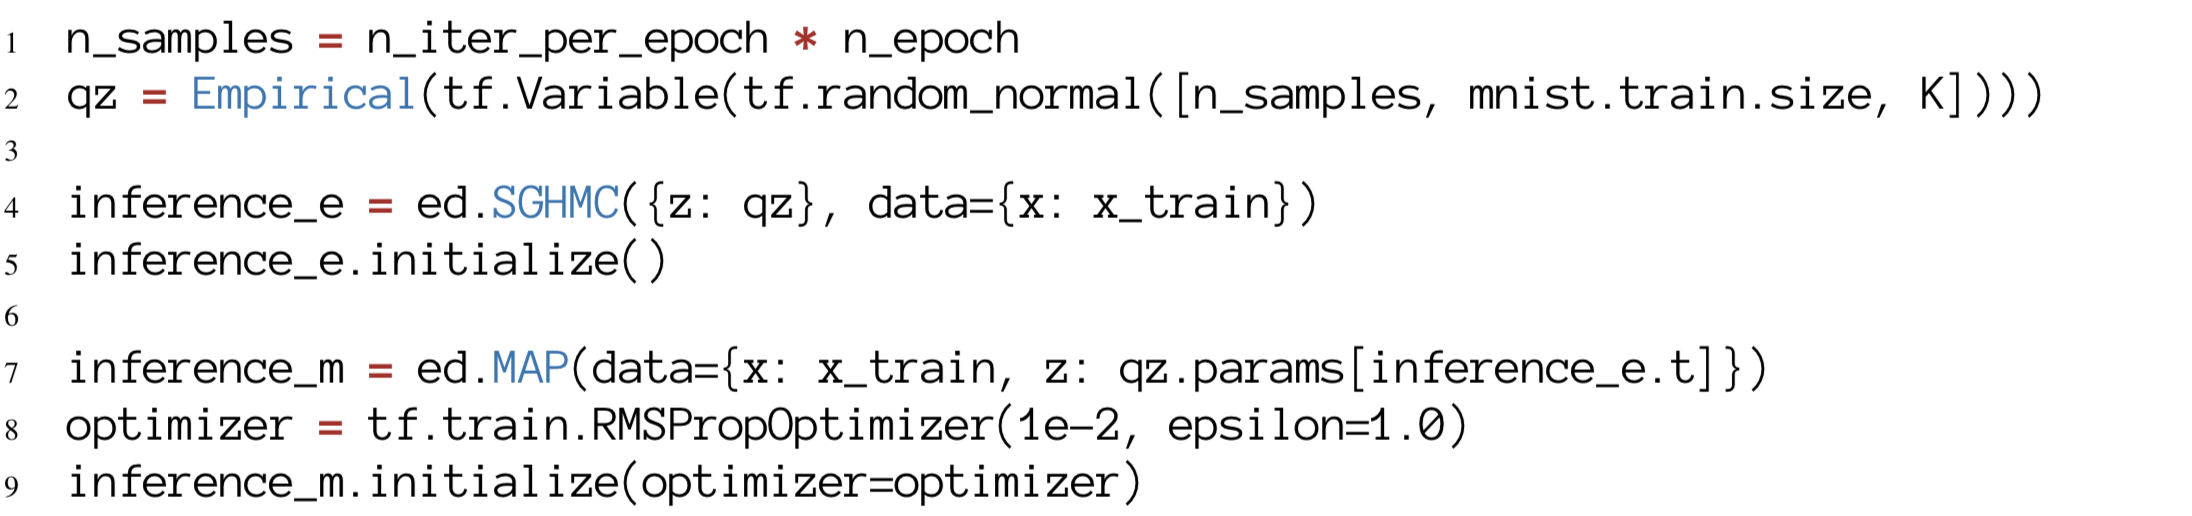 1 n_samples = n_iter_per_epoch * n_epoch
2 qz = Empirical(tf.Variable(tf.random_normal([n_samples, mnist.train.size, K])))
3
4 inference_e = ed.SGHMC({z: qz}, data={x: x_train})
5 inference_e.initialize()
6
7 inference_m = ed.MAP(data={x: x_train, z: qz.params[inference_e.t]})
8 optimizer = tf.train.RMSPropOptimizer(1e-2, epsilon=1.0)
9 inference_m.initialize(optimizer=optimizer)